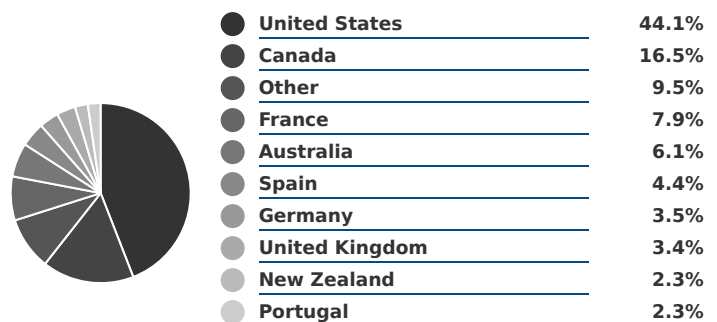 United States 44.1%
Canada 16.5%
Other 9.5%
France 7.9%
Australia 6.1%
Spain 4.4%
Germany 3.5%
United Kingdom 3.4%
New Zealand 2.3%
Portugal 2.3%